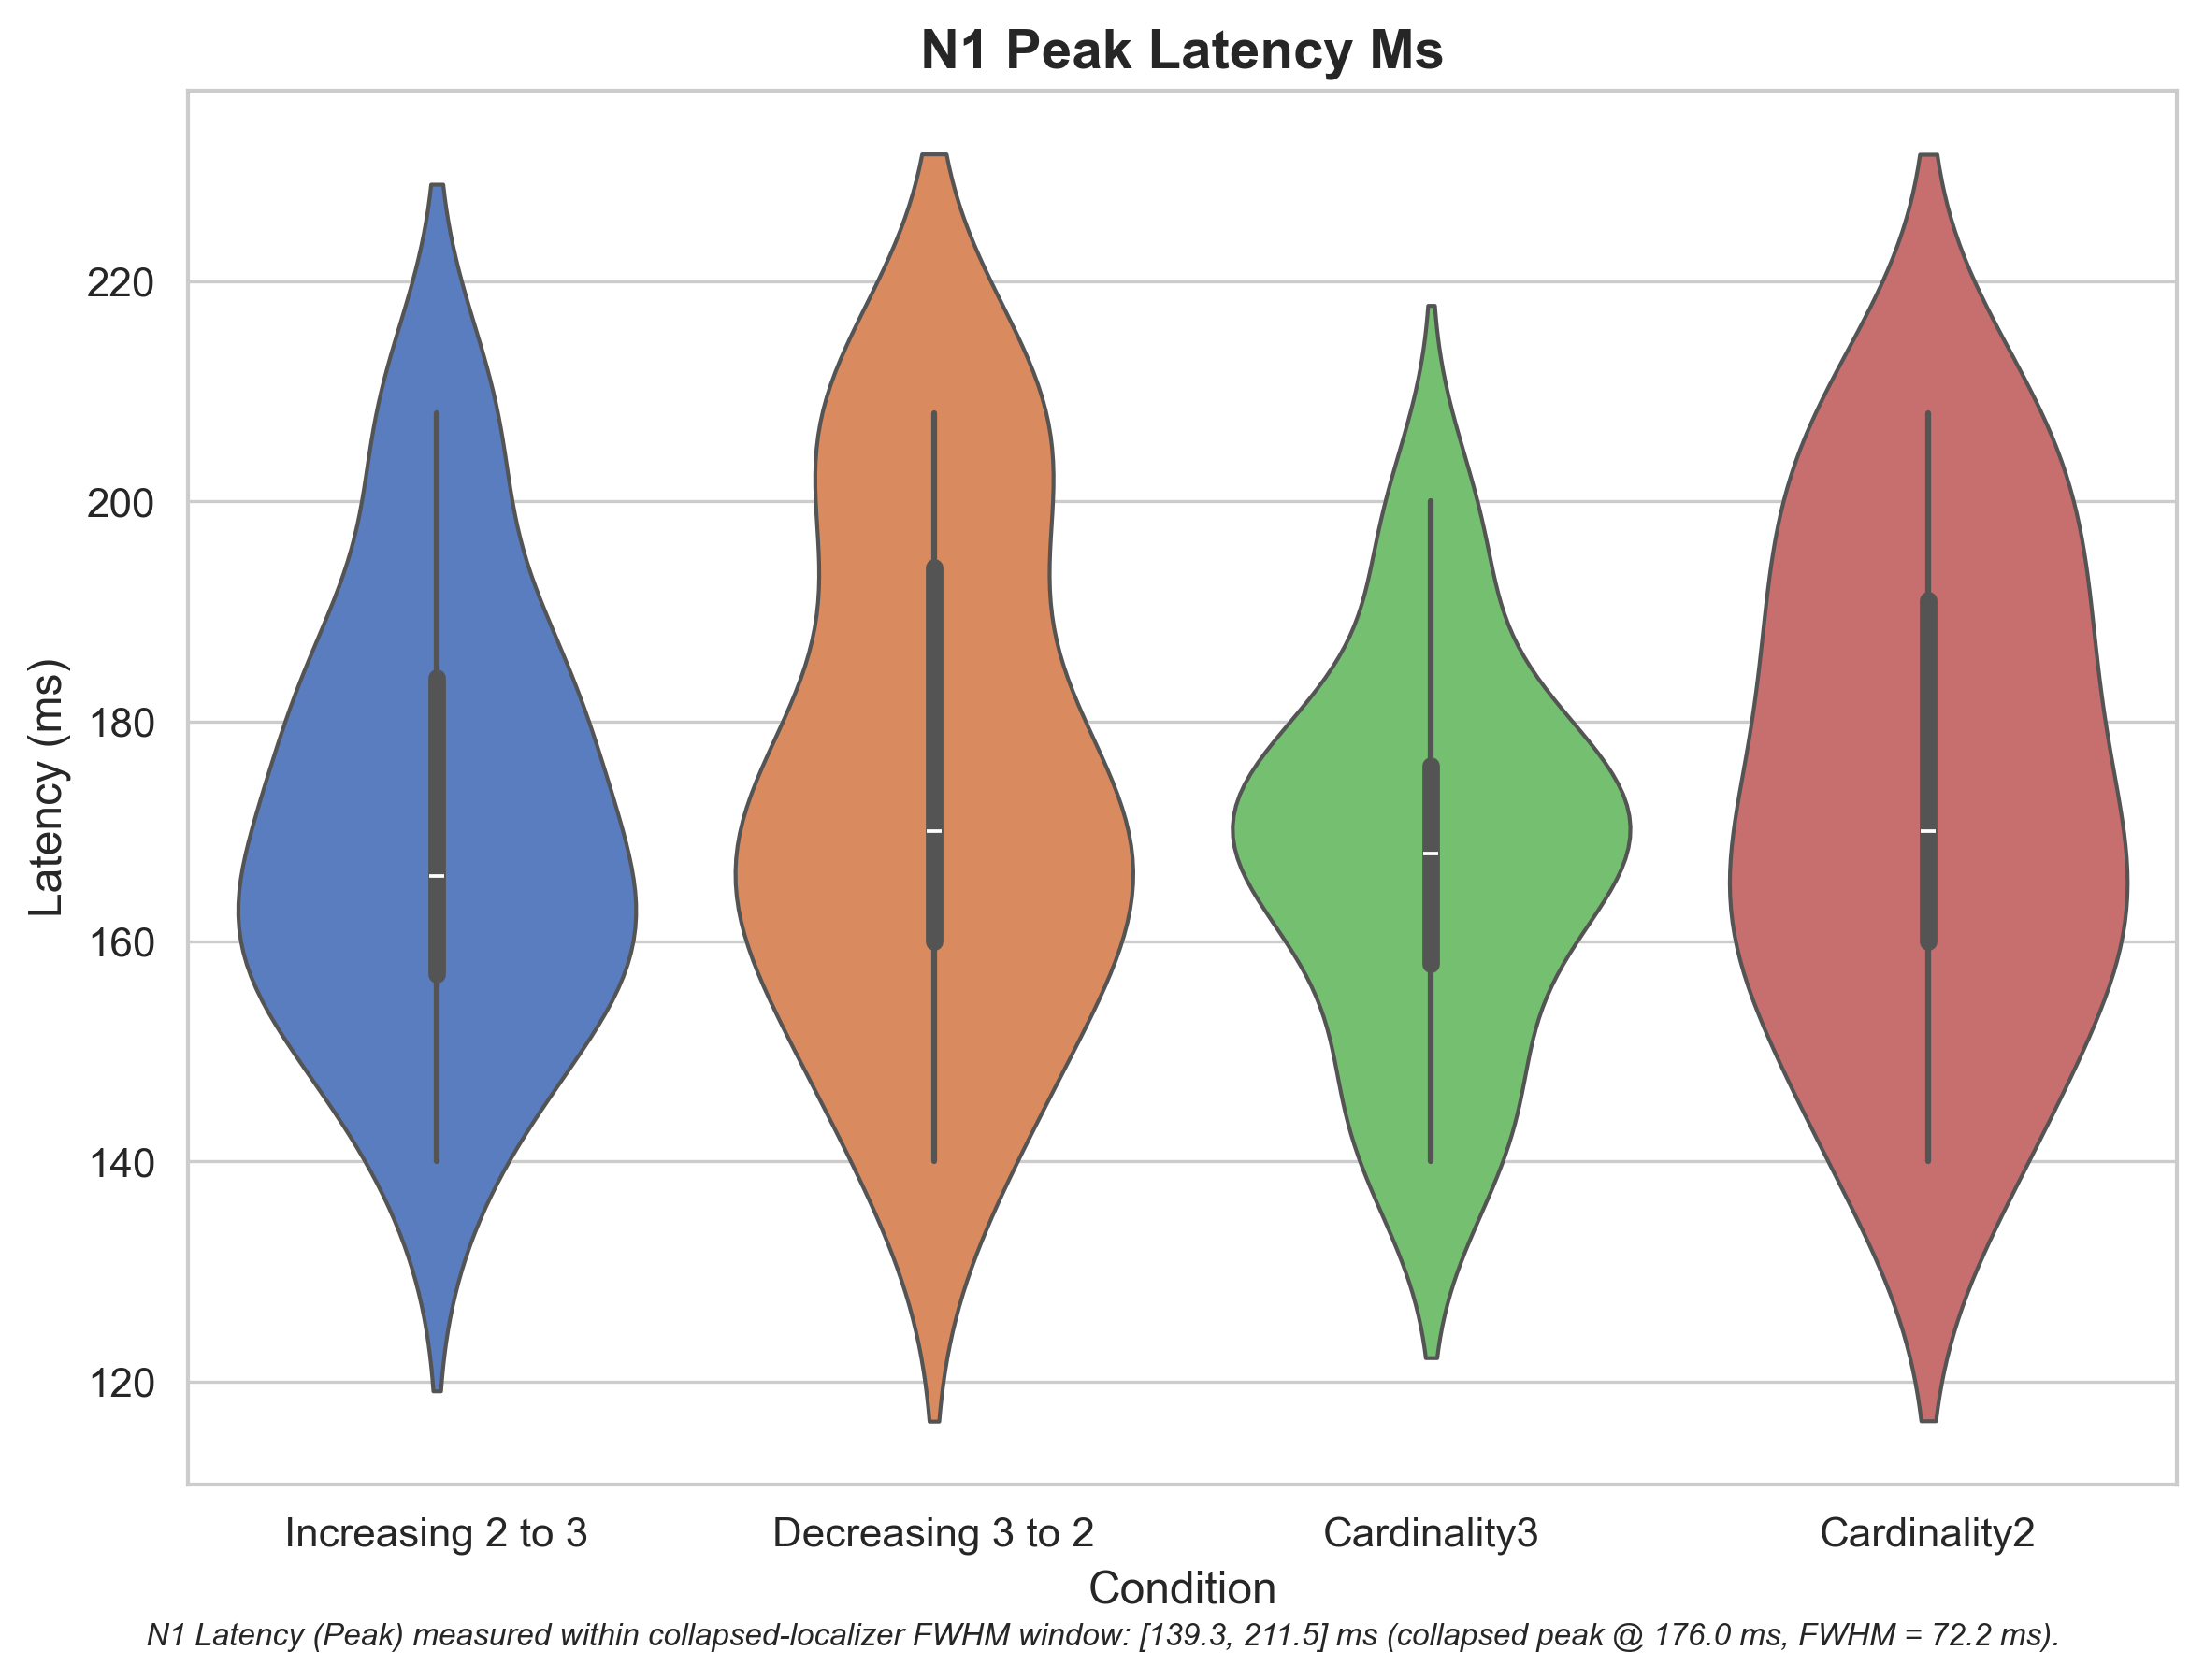 N1 Peak Latency Ms
Latency (ms)
220
200
180
160
140
120
Increasing 2 to 3 Decreasing 3 to 2 Cardinality3 Cardinality2
Condition
N1 Latency (Peak) measured within collapsed-localizer FWHM window: [139.3, 211.5] ms (collapsed peak @ 176.0 ms, FWHM = 72.2 ms).